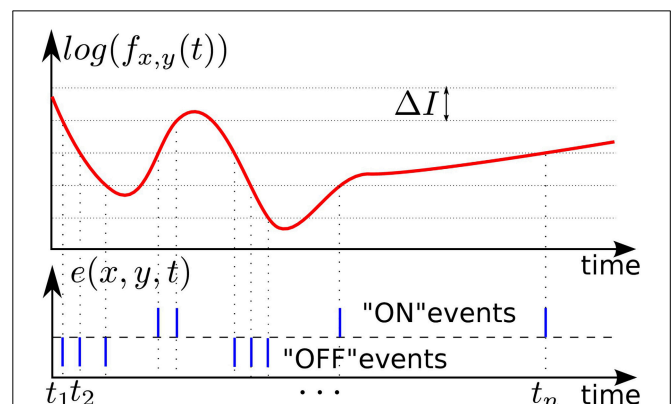 log(f_{x,y}(t))
ΔI
time
e(x, y, t)
"ON"events
"OFF"events
t_1 t_2 ... t_n time